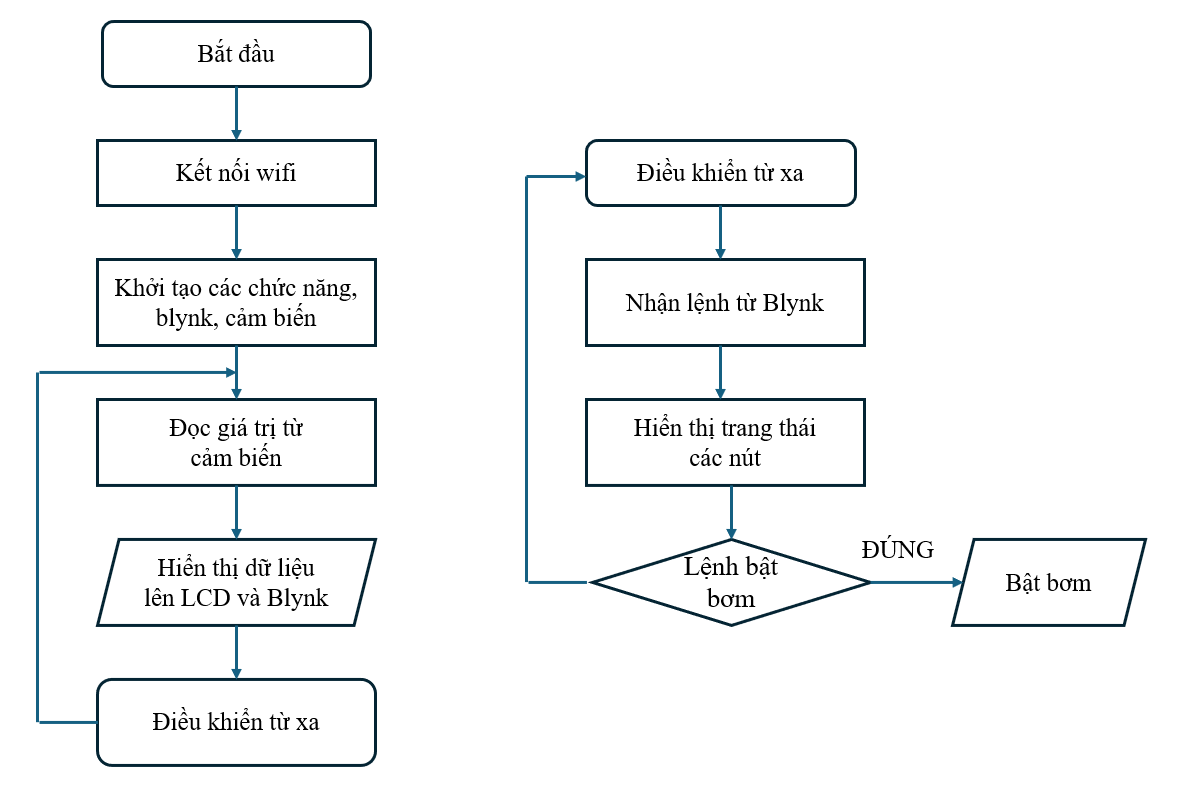 Bắt đầu
Kết nối wifi
Khởi tạo các chức năng,
blynk, cảm biến
Đọc giá trị từ
cảm biến
Hiển thị dữ liệu
lên LCD và Blynk
Điều khiển từ xa
Điều khiển từ xa
Nhận lệnh từ Blynk
Hiển thị trang thái
các nút
Lệnh bật
bơm
ĐÚNG
Bật bơm